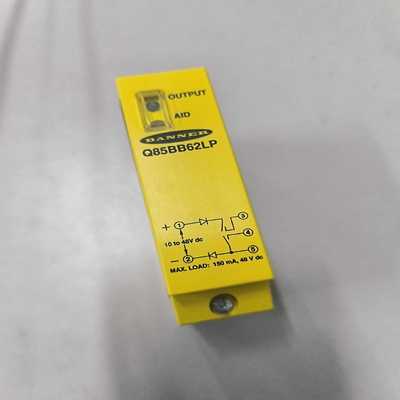 OUTPUT
AID
BANNER
Q85BB62LP
+ 1 3
10 to 48V dc 4
− 2 5
MAX. LOAD: 150 mA, 48 V dc